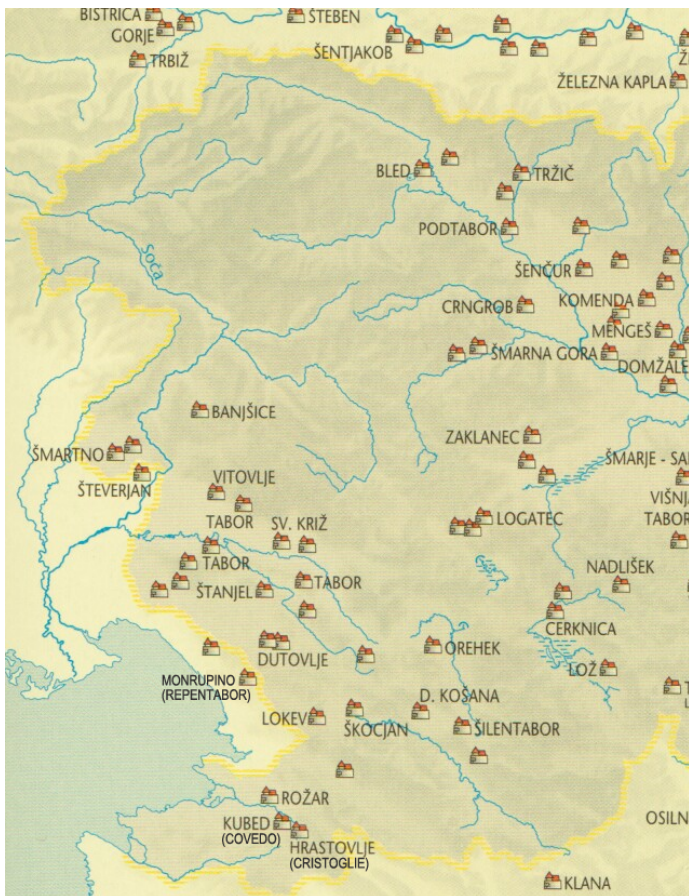 BISTRICA
GORJE
TRBIŽ
ŠTEBEN
ŠENTJAKOB
ŽELEZNA KAPLA
BLED
TRŽIČ
PODTABOR
Soča
ŠENČUR
CRNGROB
KOMENDA
MENGEŠ
ŠMARNA GORA
DOMŽALE
BANJŠICE
ZAKLANEC
ŠMARTNO
ŠTEVERJAN
VITOVLJE
ŠMARJE - SA
VIŠNJ
TABOR
TABOR
SV. KRIŽ
LOGATEC
TABOR
ŠTANJEL
TABOR
NADLIŠEK
CERKNICA
DUTOVLJE
OREHEK
LOŽ
MONRUPINO
(REPENTABOR)
D. KOŠANA
LOKEV
ŠKOCJAN
ŠILENTABOR
ROŽAR
KUBED
(COVEDO)
HRASTOVLJE
(CRISTOGLIE)
OSILN
KLANA